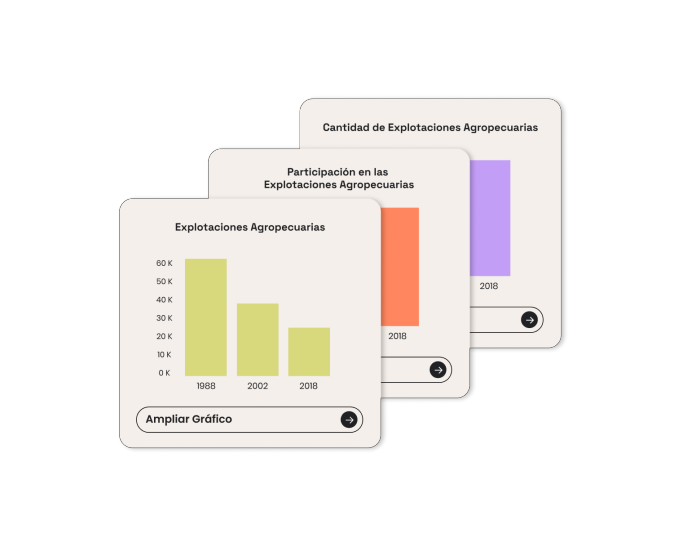 Cantidad de Explotaciones Agropecuarias
2018
Participación en las
Explotaciones Agropecuarias
2018
Explotaciones Agropecuarias
60 K
50 K
40 K
30 K
20 K
10 K
0 K
1988 2002 2018
Ampliar Gráfico